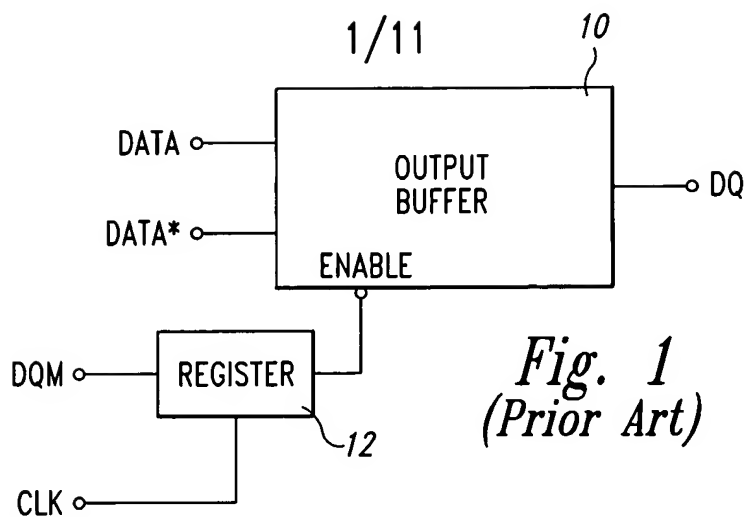 1/11
10
DATA
OUTPUT
BUFFER
DQ
DATA*
ENABLE
DQM
REGISTER
12
CLK
Fig. 1
(Prior Art)